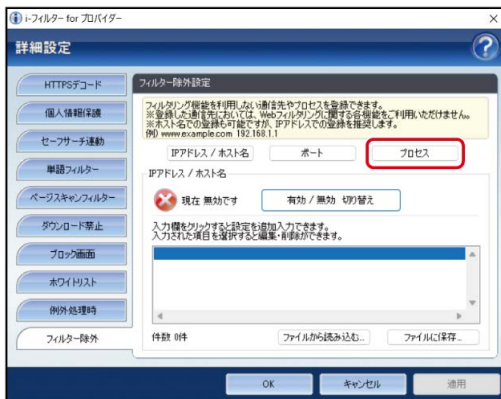 i-フィルター for プロバイダー
詳細設定
HTTPSデコード
個人情報保護
セーフサーチ連動
単語フィルター
ページスキャンフィルター
ダウンロード禁止
ブロック画面
ホワイトリスト
例外処理時
フィルター除外
フィルター除外設定
フィルタリング機能を利用しない通信先やプロセスを登録できます。
※登録した通信先においては、Webフィルタリングに関する各機能をご利用いただけません。
※ホスト名での登録も可能ですが、IPアドレスでの登録を推奨します。
例) www.example.com 192.168.1.1
IPアドレス / ホスト名
ポート
プロセス
IPアドレス / ホスト名
現在 無効です
有効 / 無効 切り替え
入力欄をクリックすると設定を追加入力できます。
入力された項目を選択すると編集・削除ができます。
件数 0件
ファイルから読み込む...
ファイルに保存...
OK
キャンセル
適用